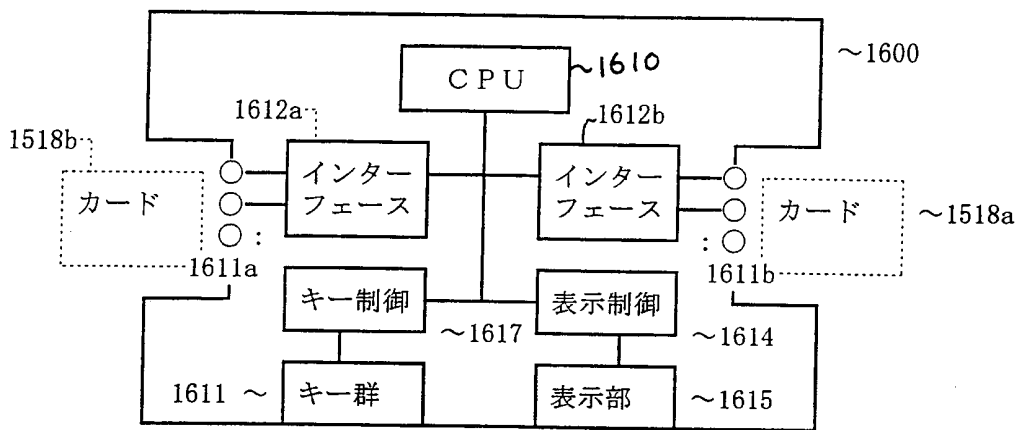 ～1600
CPU
～1610
1612a
1612b
1518b
インター
フェース
インター
フェース
カード
カード
～1518a
:
:
1611a
1611b
キー制御
表示制御
～1617
～1614
1611～
キー群
表示部
～1615